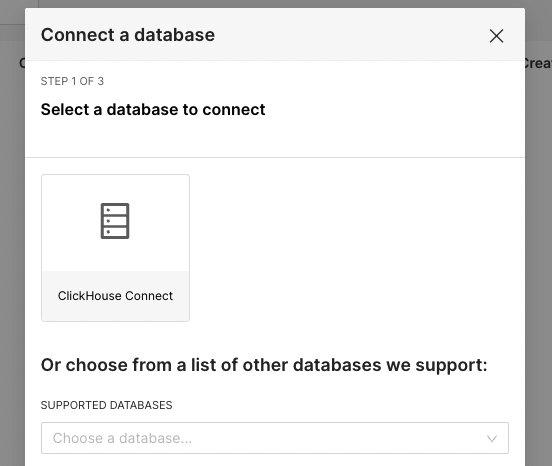 Connect a database
STEP 1 OF 3
Select a database to connect
ClickHouse Connect
Or choose from a list of other databases we support:
SUPPORTED DATABASES
Choose a database...